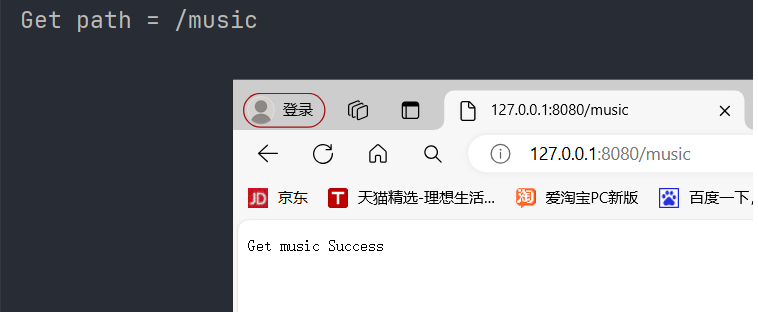 Get path = /music
登录
127.0.0.1:8080/music
127.0.0.1:8080/music
JD 京东 T 天猫精选-理想生活... 淘 爱淘宝PC新版 百度一下,
Get music Success